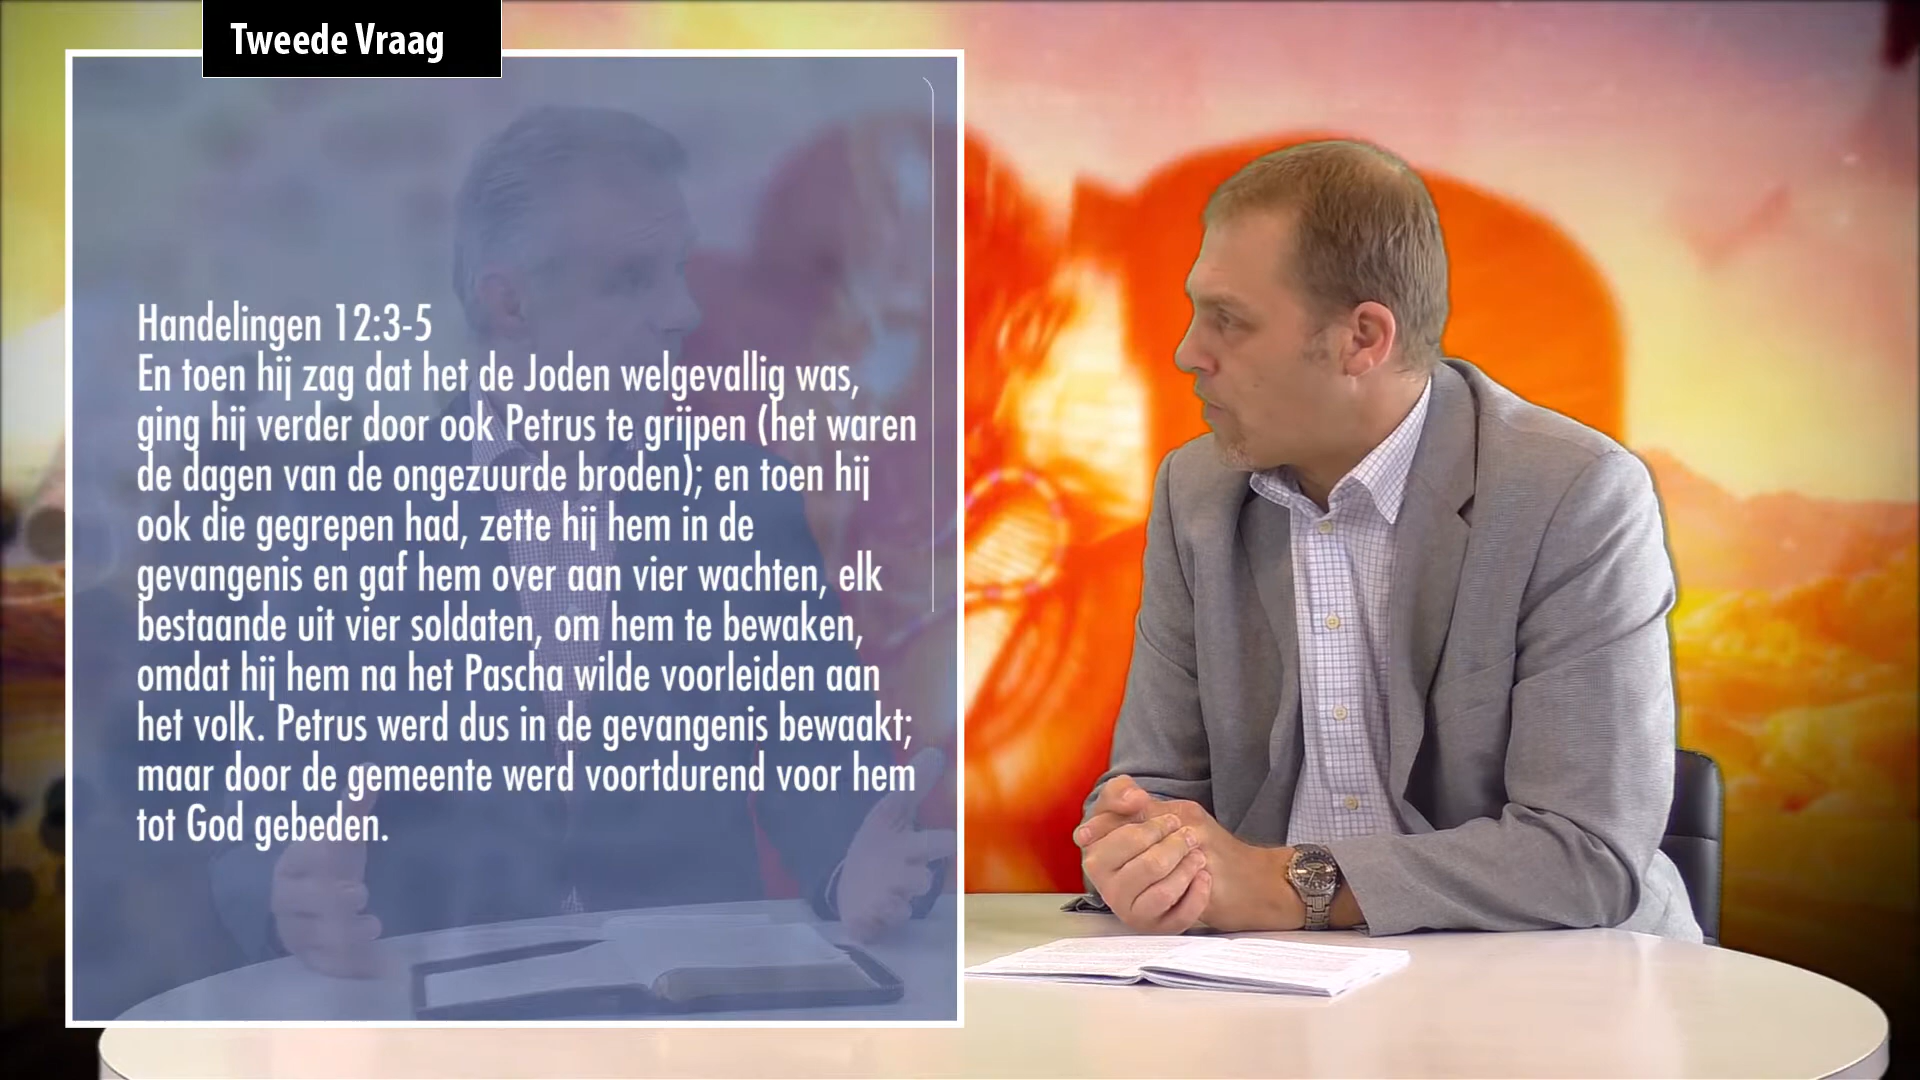 Tweede Vraag
Handelingen 12:3-5
En toen hij zag dat het de Joden welgevallig was,
ging hij verder door ook Petrus te grijpen (het waren
de dagen van de ongezuurde broden); en toen hij
ook die gegrepen had, zette hij hem in de
gevangenis en gaf hem over aan vier wachten, elk
bestaande uit vier soldaten, om hem te bewaken,
omdat hij hem na het Pascha wilde voorleiden aan
het volk. Petrus werd dus in de gevangenis bewaakt;
maar door de gemeente werd voortdurend voor hem
tot God gebeden.